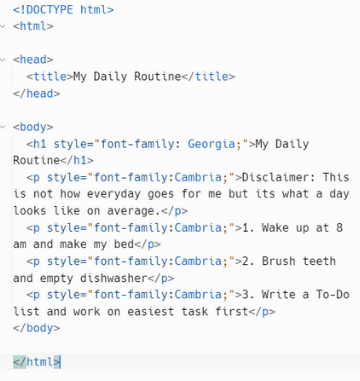 <!DOCTYPE html>
<html>
<head>
<title>My Daily Routine</title>
</head>
<body>
<h1 style="font-family: Georgia;">My Daily
Routine</h1>
<p style="font-family:Cambria;">Disclaimer: This
is not how everyday goes for me but its what a day
looks like on average.</p>
<p style="font-family:Cambria;">1. Wake up at 8
am and make my bed</p>
<p style="font-family:Cambria;">2. Brush teeth
and empty dishwasher</p>
<p style="font-family:Cambria;">3. Write a To-Do
list and work on easiest task first</p>
</body>
</html>